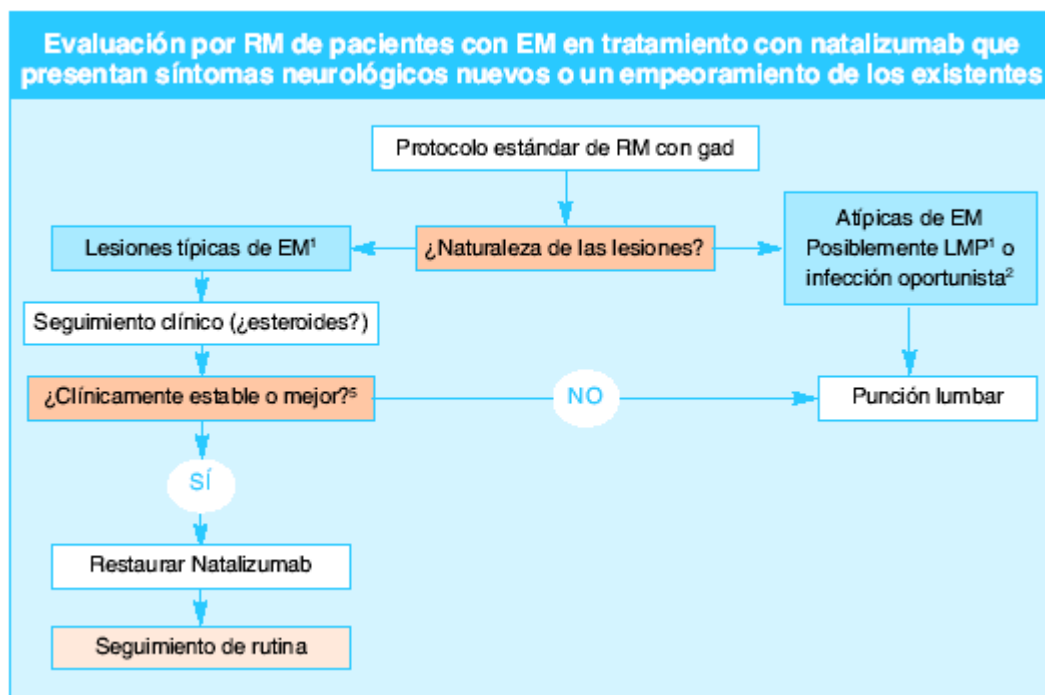 Evaluación por RM de pacientes con EM en tratamiento con natalizumab que
presentan síntomas neurológicos nuevos o un empeoramiento de los existentes
Protocolo estándar de RM con gad
Lesiones típicas de EM¹
¿Naturaleza de las lesiones?
Atípicas de EM
Posiblemente LMP¹ o
infección oportunista²
Seguimiento clínico (¿esteroides?)
¿Clínicamente estable o mejor?⁵
NO
Punción lumbar
SÍ
Restaurar Natalizumab
Seguimiento de rutina